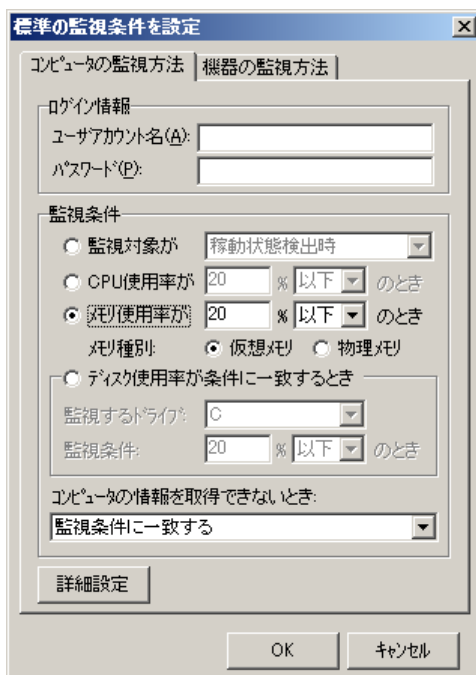 標準の監視条件を設定
コンピュータの監視方法 機器の監視方法
ログイン情報
ユーザアカウント名(A):
パスワード(P):
監視条件
監視対象が 稼動状態検出時
CPU使用率が 20 % 以下 のとき
メモリ使用率が 20 % 以下 のとき
メモリ種別: 仮想メモリ 物理メモリ
ディスク使用率が条件に一致するとき
監視するドライブ: C
監視条件: 20 % 以下 のとき
コンピュータの情報を取得できないとき:
監視条件に一致する
詳細設定
OK キャンセル